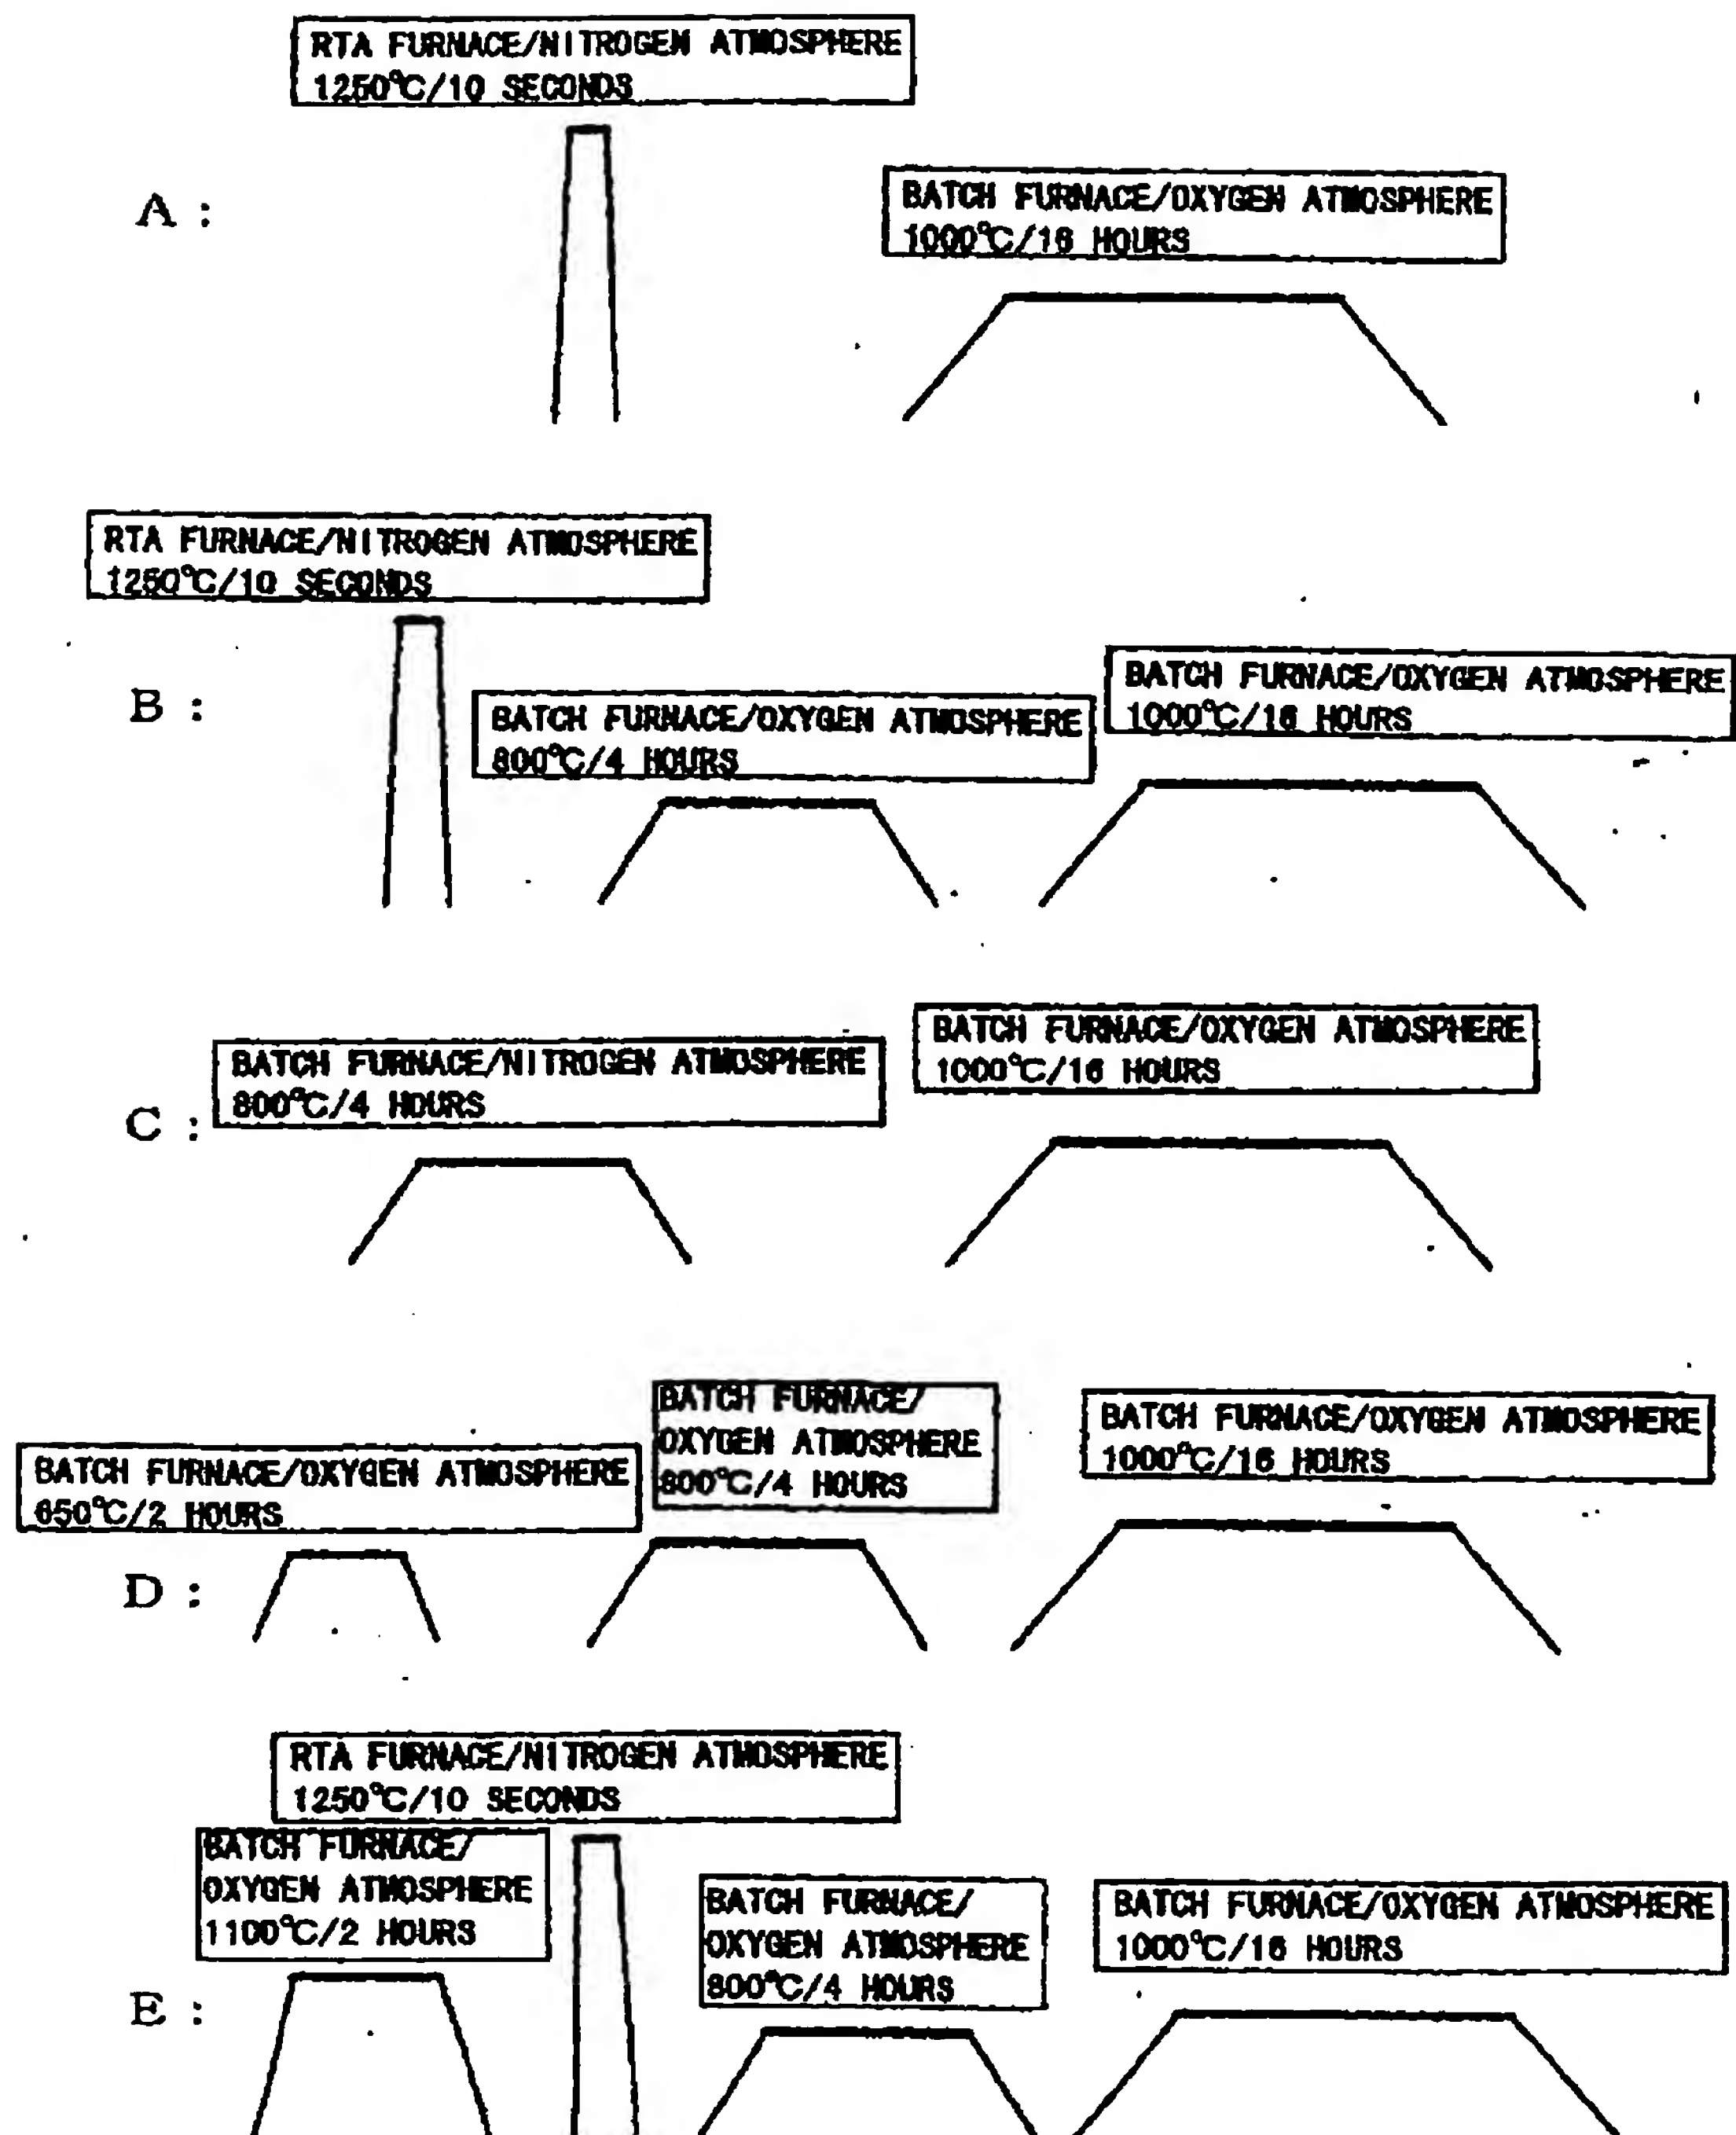 RTA FURNACE/NITROGEN ATMOSPHERE
1250°C/10 SECONDS
A :
BATCH FURNACE/OXYGEN ATMOSPHERE
1000°C/16 HOURS
RTA FURNACE/NITROGEN ATMOSPHERE
1250°C/10 SECONDS
B :
BATCH FURNACE/OXYGEN ATMOSPHERE
800°C/4 HOURS
BATCH FURNACE/OXYGEN ATMOSPHERE
1000°C/16 HOURS
C :
BATCH FURNACE/NITROGEN ATMOSPHERE
800°C/4 HOURS
BATCH FURNACE/OXYGEN ATMOSPHERE
1000°C/16 HOURS
D :
BATCH FURNACE/OXYGEN ATMOSPHERE
650°C/2 HOURS
BATCH FURNACE/
OXYGEN ATMOSPHERE
800°C/4 HOURS
BATCH FURNACE/OXYGEN ATMOSPHERE
1000°C/16 HOURS
E :
BATCH FURNACE/
OXYGEN ATMOSPHERE
1100°C/2 HOURS
RTA FURNACE/NITROGEN ATMOSPHERE
1250°C/10 SECONDS
BATCH FURNACE/
OXYGEN ATMOSPHERE
800°C/4 HOURS
BATCH FURNACE/OXYGEN ATMOSPHERE
1000°C/16 HOURS